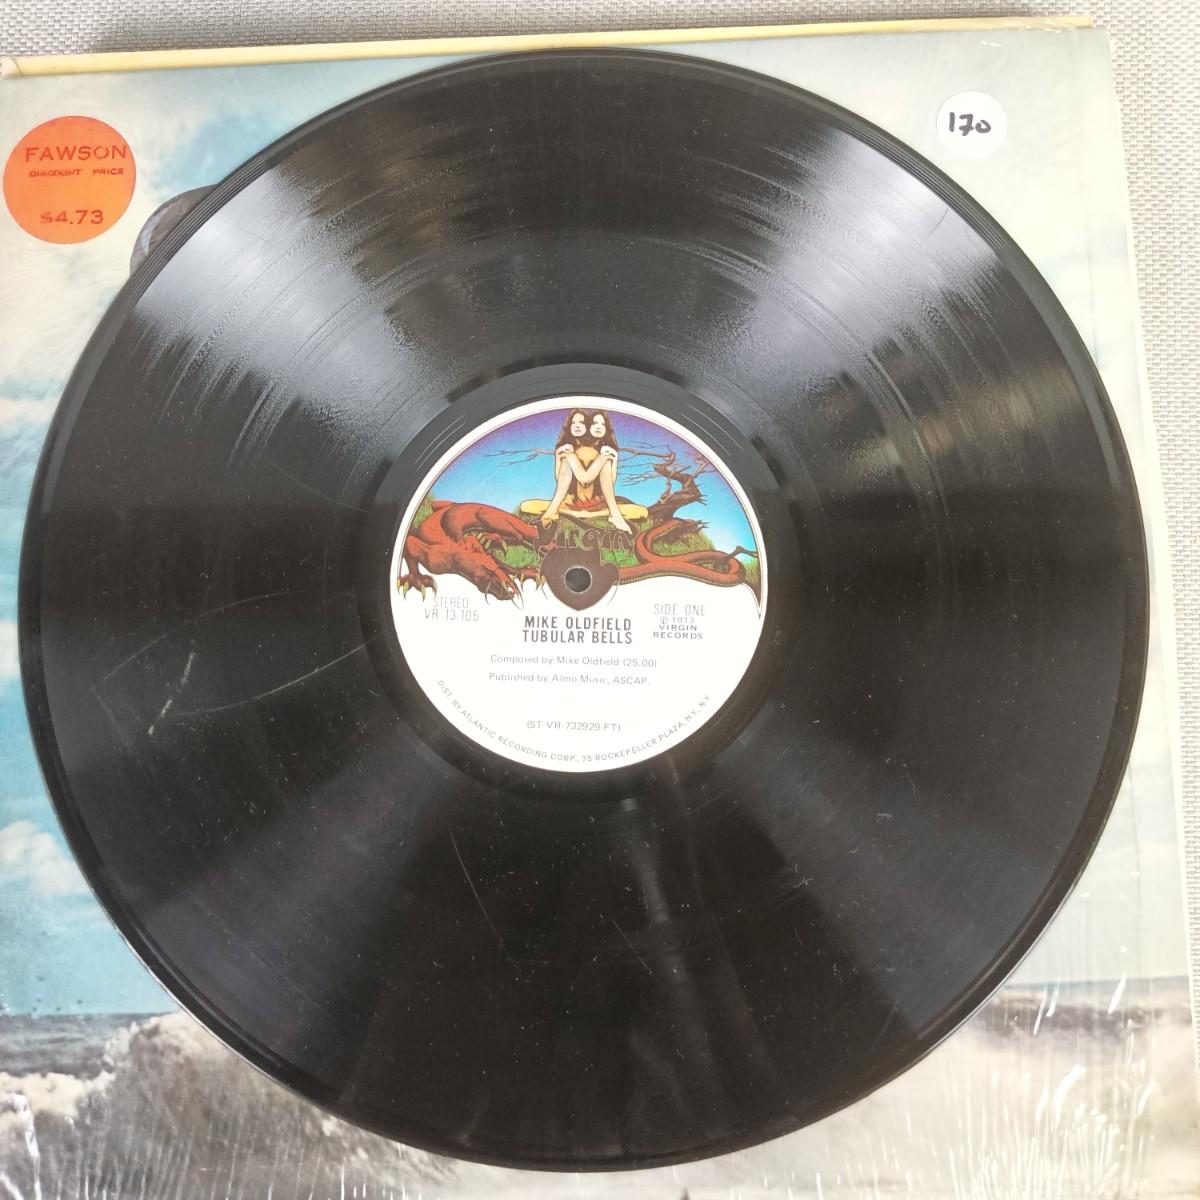 FAWSON
DISCOUNT PRICE
$4.73
170
Virgin
STEREO
VR 13 105
SIDE ONE
℗ 1973
VIRGIN
RECORDS
MIKE OLDFIELD
TUBULAR BELLS
Composed by Mike Oldfield (25.00)
Published by Almo Music, ASCAP.
(ST-VR-732929-FT)
DIST. BY ATLANTIC RECORDING CORP., 75 ROCKEFELLER PLAZA, N.Y., N.Y.